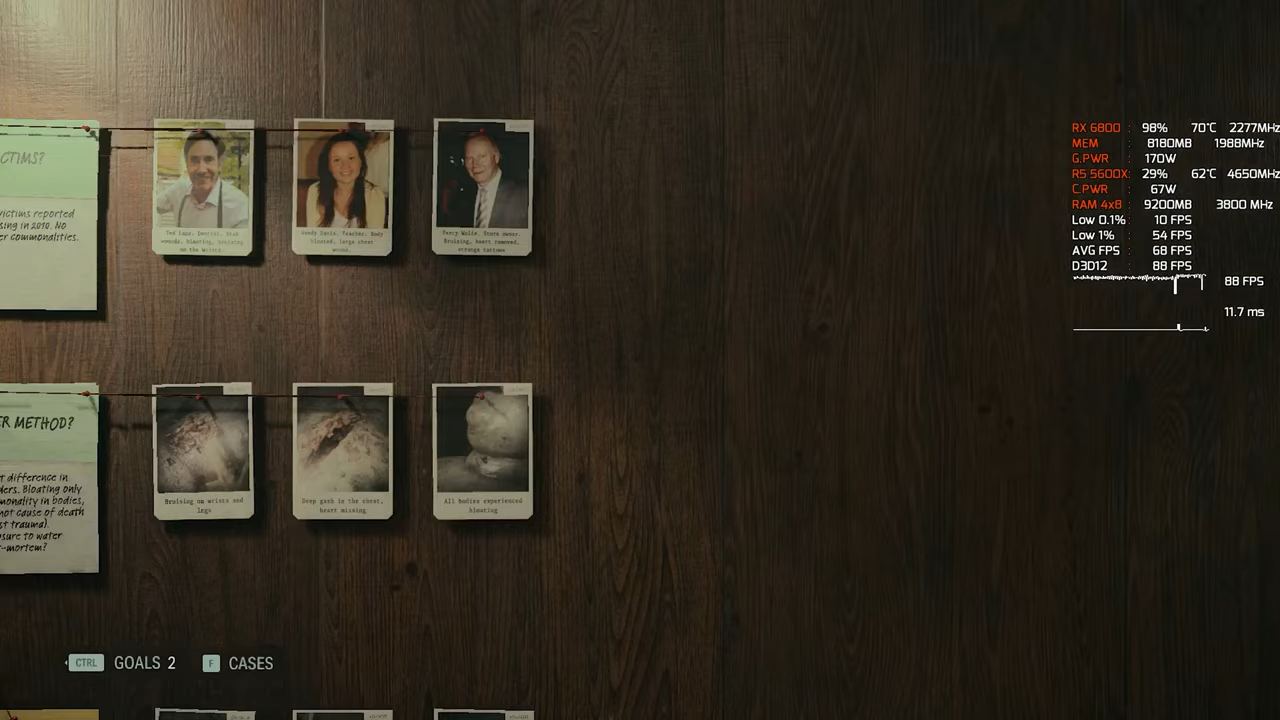 CTIMS?
victims reported
sing in 2010. No
er commonalities.
Ted Laps. Dentist. Stab
wounds, bloating, bruising
on the wrists.
Wendy Davis. Teacher. Body
bloated, large chest
wound.
Percy Wolfe. Store owner.
Bruising, heart removed,
strange tattoos
ER METHOD?
t difference in
ders. Bloating only
monality in bodies,
not cause of death
st trauma).
osure to water
t-mortem?
Bruising on wrists and
legs
Deep gash in the chest,
heart missing
All bodies experienced
bloating
CTRL GOALS 2 F CASES
RX 6800 : 98% 70°C 2277MHz
MEM : 8180MB 1988MHz
G.PWR : 170W
R5 5600X: 29% 62°C 4650MHz
C.PWR : 67W
RAM 4x8 : 9200MB 3800 MHz
Low 0.1% : 10 FPS
Low 1% : 54 FPS
AVG FPS : 68 FPS
D3D12 : 88 FPS
88 FPS
11.7 ms